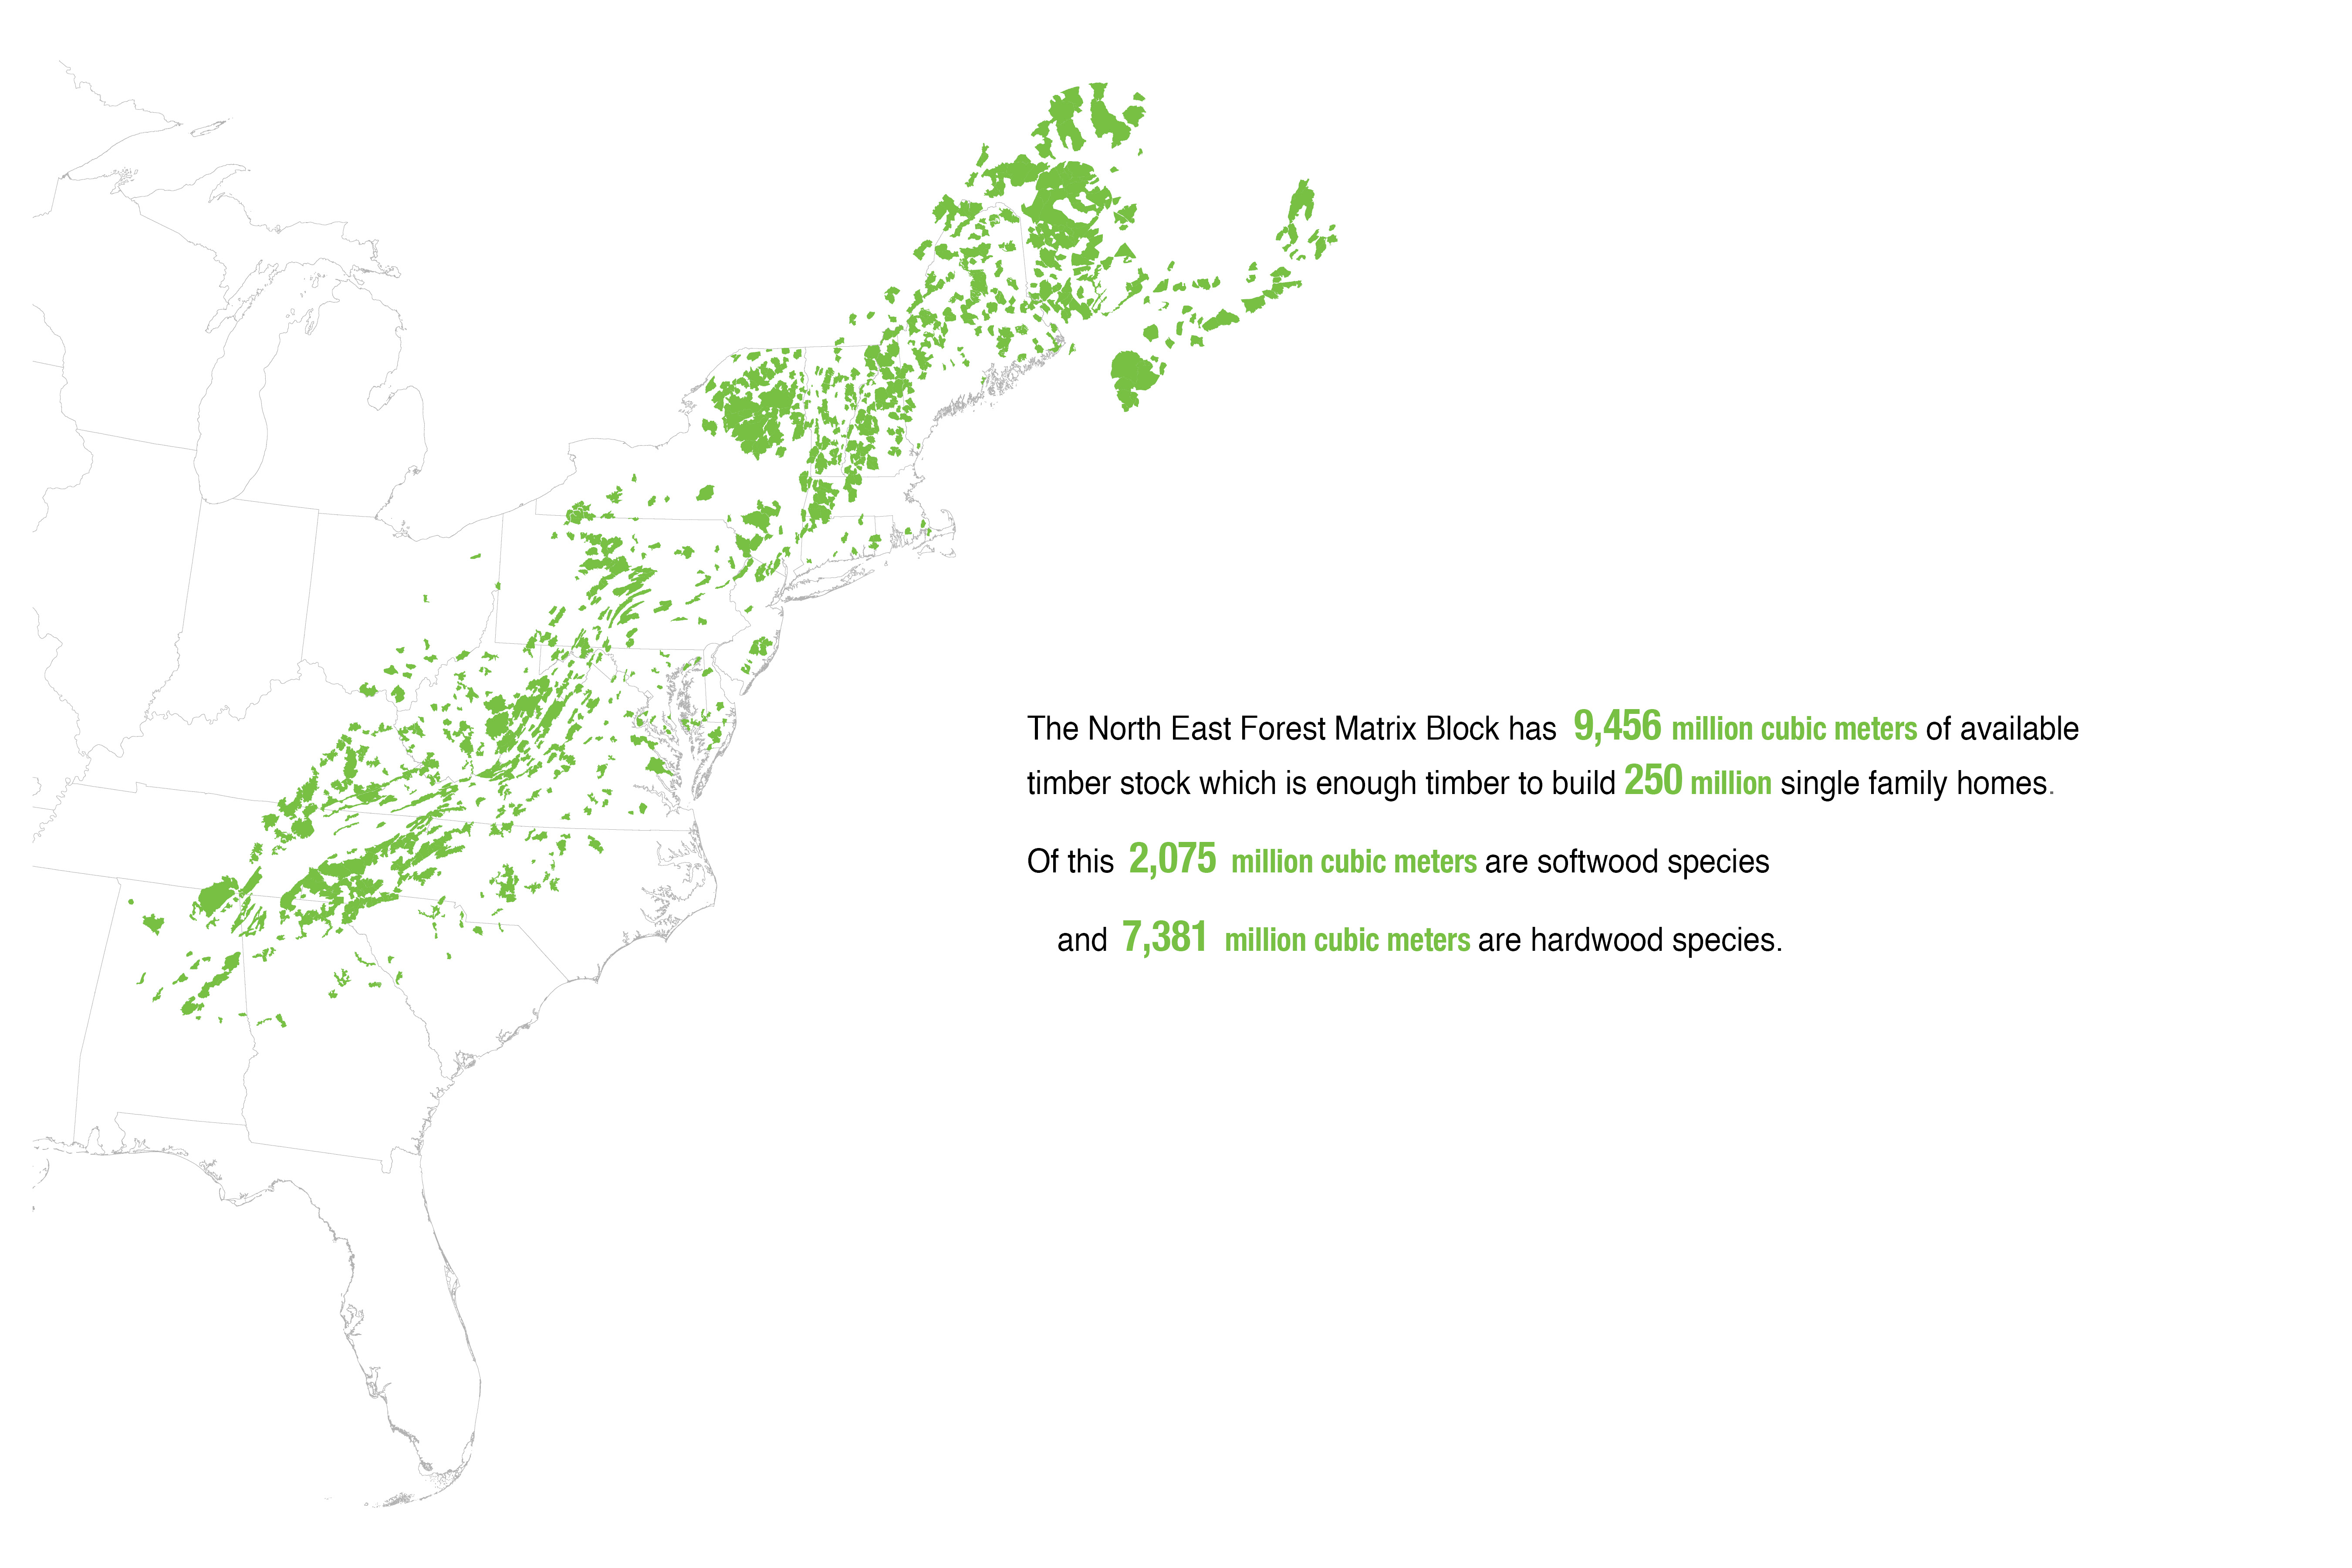 The North East Forest Matrix Block has 9,456 million cubic meters of available
timber stock which is enough timber to build 250 million single family homes.
Of this 2,075 million cubic meters are softwood species
and 7,381 million cubic meters are hardwood species.